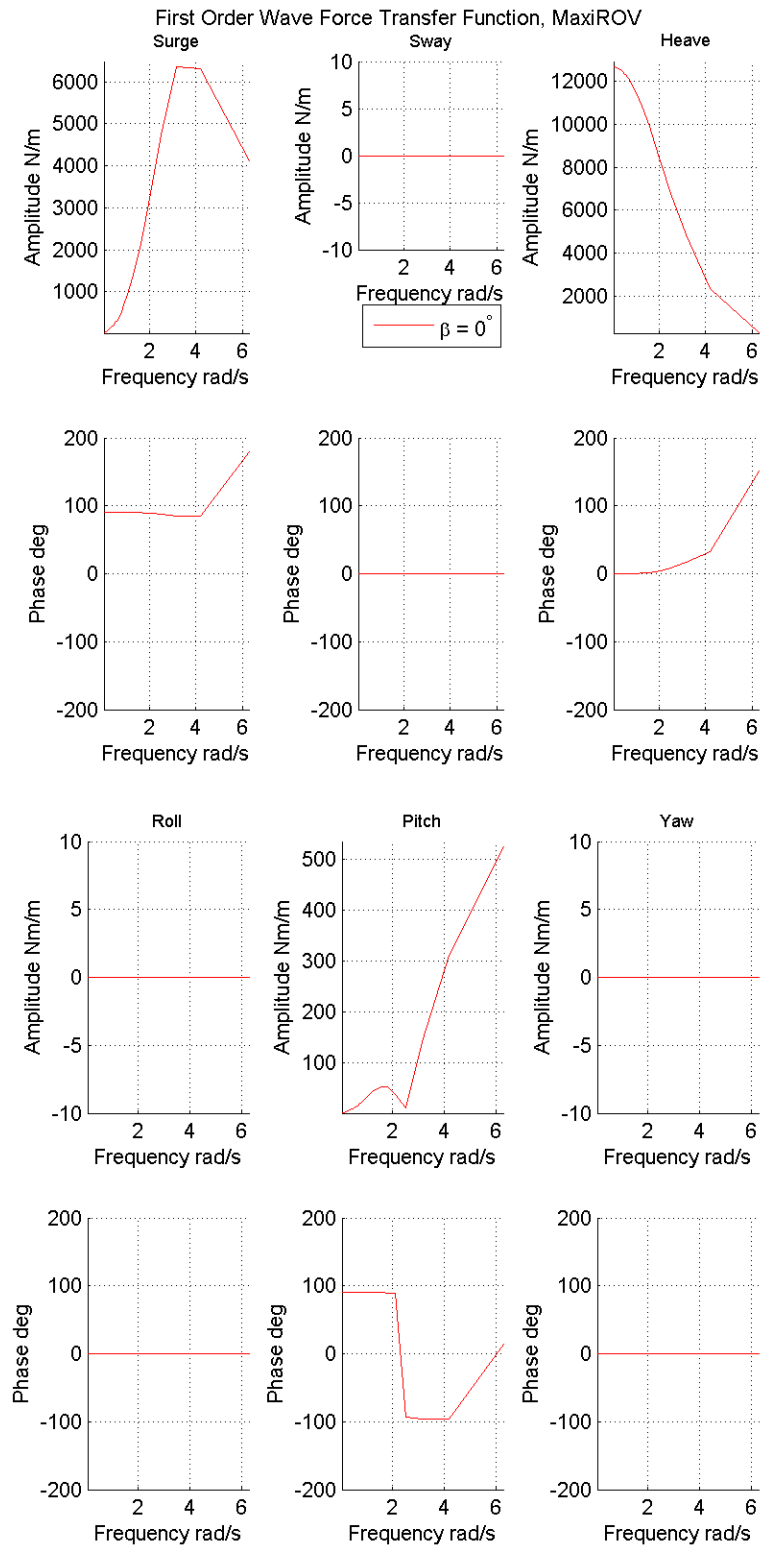 First Order Wave Force Transfer Function, MaxiROV
Surge
Amplitude N/m
6000
5000
4000
3000
2000
1000
2 4 6
Frequency rad/s
Sway
Amplitude N/m
10
5
0
-5
-10
2 4 6
Frequency rad/s
β = 0°
Heave
Amplitude N/m
12000
10000
8000
6000
4000
2000
2 4 6
Frequency rad/s
Phase deg
200
100
0
-100
-200
2 4 6
Frequency rad/s
Phase deg
200
100
0
-100
-200
2 4 6
Frequency rad/s
Phase deg
200
100
0
-100
-200
2 4 6
Frequency rad/s
Roll
Amplitude Nm/m
10
5
0
-5
-10
2 4 6
Frequency rad/s
Pitch
Amplitude Nm/m
500
400
300
200
100
2 4 6
Frequency rad/s
Yaw
Amplitude Nm/m
10
5
0
-5
-10
2 4 6
Frequency rad/s
Phase deg
200
100
0
-100
-200
2 4 6
Frequency rad/s
Phase deg
200
100
0
-100
-200
2 4 6
Frequency rad/s
Phase deg
200
100
0
-100
-200
2 4 6
Frequency rad/s